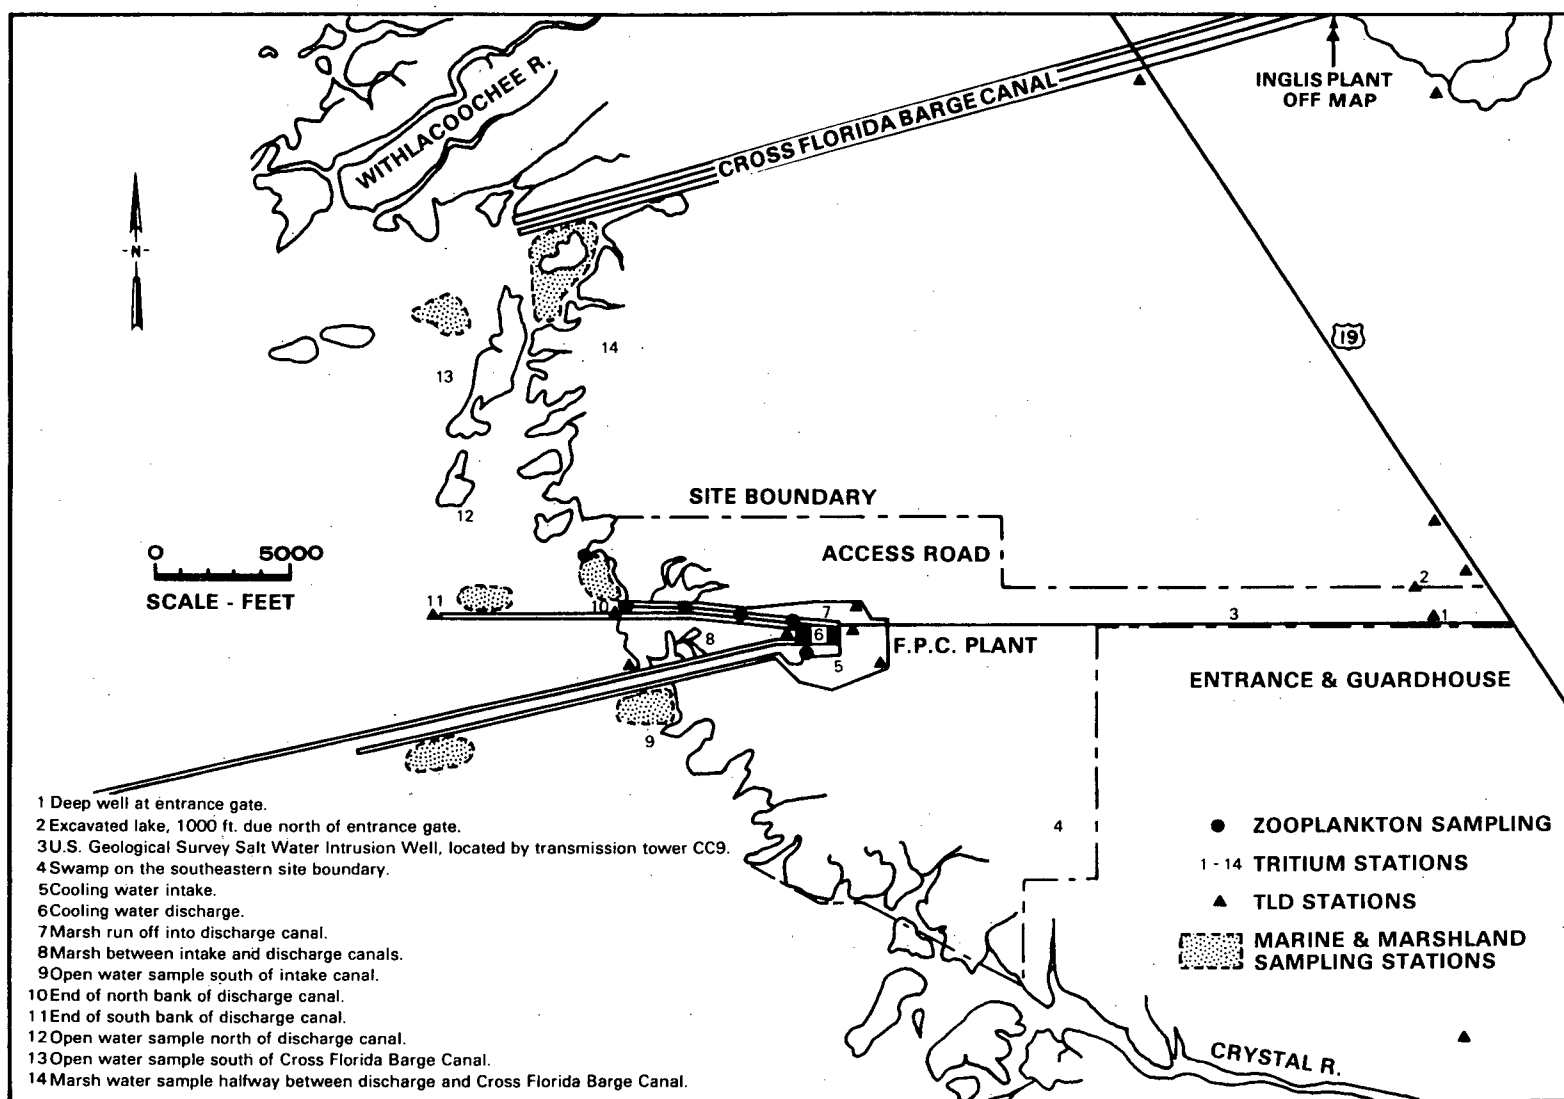 WITHLACOOCHEE R.
CROSS FLORIDA BARGE CANAL
INGLIS PLANT
OFF MAP
-N-
19
13
14
12
SITE BOUNDARY
ACCESS ROAD
0 5000
SCALE - FEET
11
10
7
2
3
1
8
6
5
F.P.C. PLANT
ENTRANCE & GUARDHOUSE
9
4
1 Deep well at entrance gate.
2 Excavated lake, 1000 ft. due north of entrance gate.
3 U.S. Geological Survey Salt Water Intrusion Well, located by transmission tower CC9.
4 Swamp on the southeastern site boundary.
5 Cooling water intake.
6 Cooling water discharge.
7 Marsh run off into discharge canal.
8 Marsh between intake and discharge canals.
9 Open water sample south of intake canal.
10 End of north bank of discharge canal.
11 End of south bank of discharge canal.
12 Open water sample north of discharge canal.
13 Open water sample south of Cross Florida Barge Canal.
14 Marsh water sample halfway between discharge and Cross Florida Barge Canal.
ZOOPLANKTON SAMPLING
1 - 14 TRITIUM STATIONS
TLD STATIONS
MARINE & MARSHLAND
SAMPLING STATIONS
CRYSTAL R.